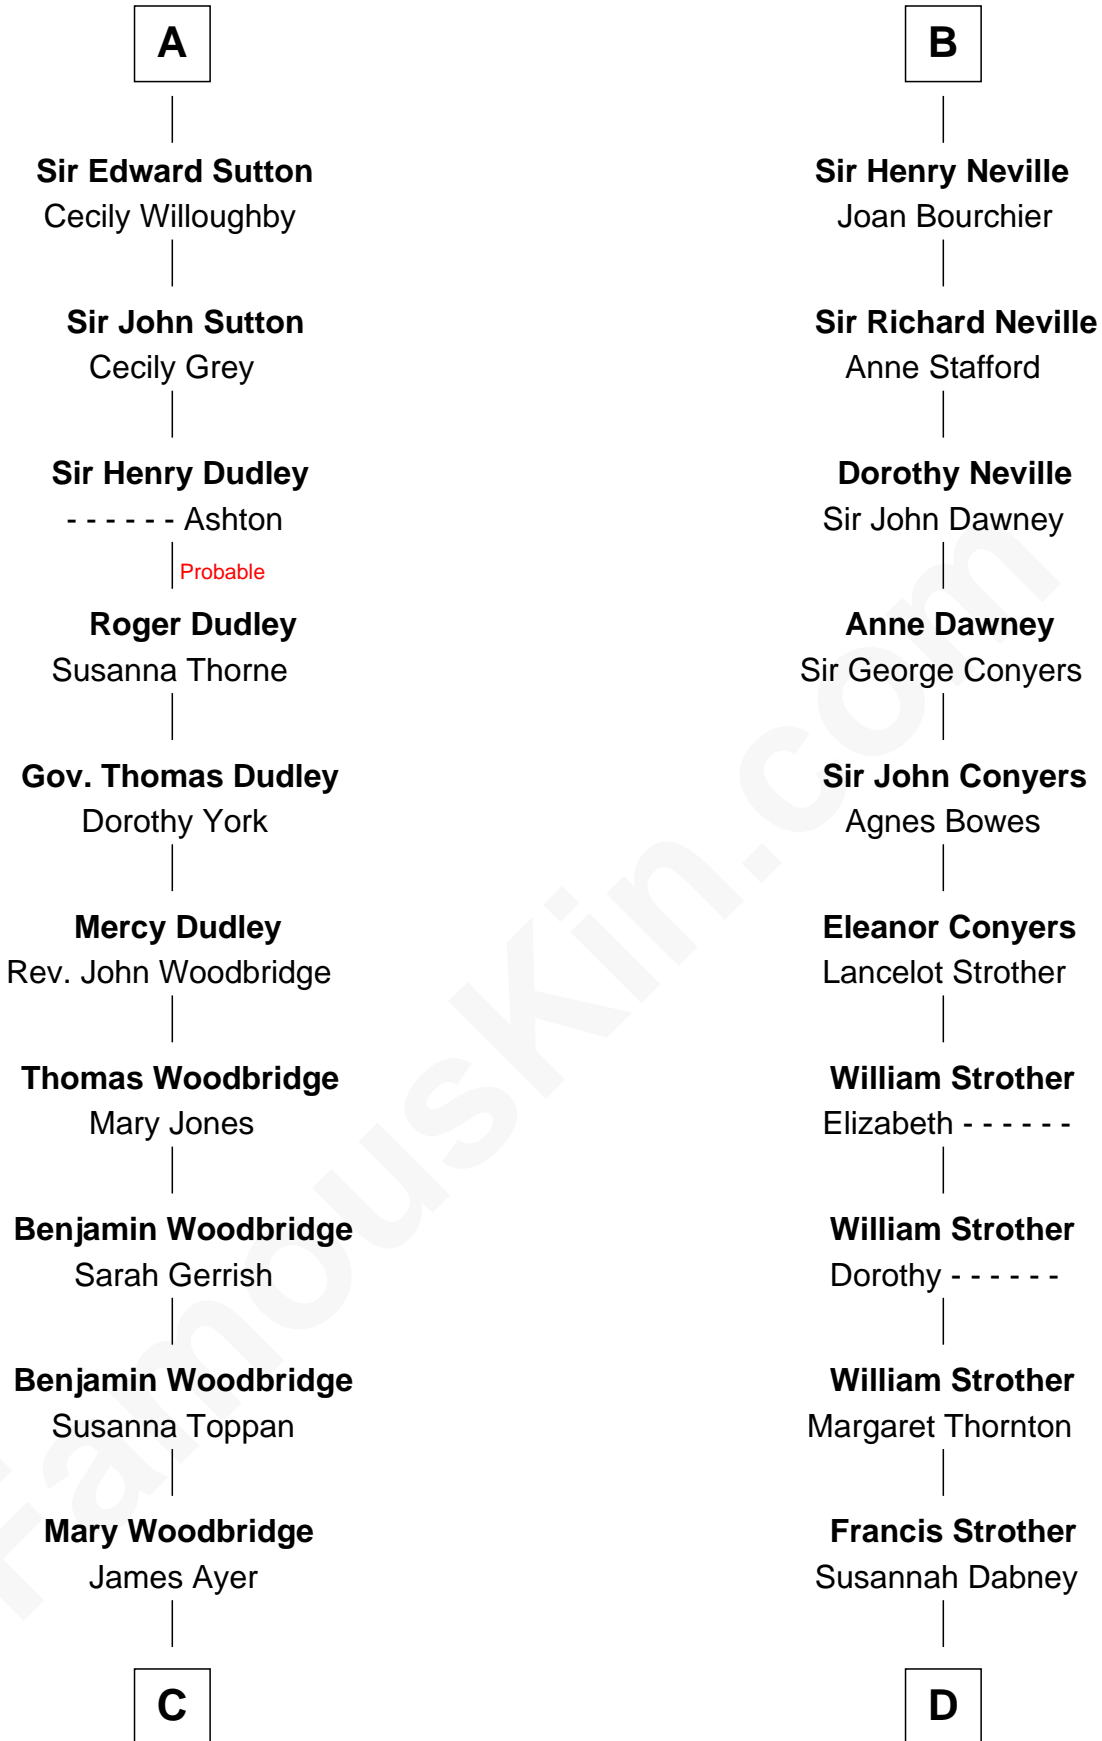 A
Sir Edward Sutton
Cecily Willoughby
Sir John Sutton
Cecily Grey
Sir Henry Dudley
- - - - - - Ashton
Probable
Roger Dudley
Susanna Thorne
Gov. Thomas Dudley
Dorothy York
Mercy Dudley
Rev. John Woodbridge
Thomas Woodbridge
Mary Jones
Benjamin Woodbridge
Sarah Gerrish
Benjamin Woodbridge
Susanna Toppan
Mary Woodbridge
James Ayer
C
B
Sir Henry Neville
Joan Bourchier
Sir Richard Neville
Anne Stafford
Dorothy Neville
Sir John Dawney
Anne Dawney
Sir George Conyers
Sir John Conyers
Agnes Bowes
Eleanor Conyers
Lancelot Strother
William Strother
Elizabeth - - - - - -
William Strother
Dorothy - - - - - -
William Strother
Margaret Thornton
Francis Strother
Susannah Dabney
D
FamousKin.com